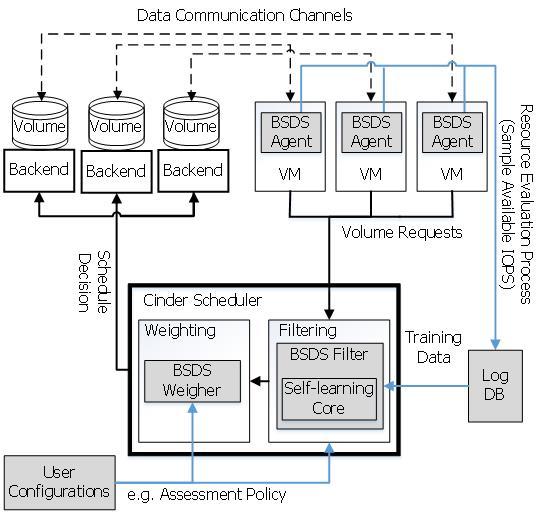 Data Communication Channels
Volume
Volume
Volume
Backend
Backend
Backend
BSDS
Agent
VM
BSDS
Agent
VM
BSDS
Agent
VM
Resource Evaluation Process
(Sample Available IOPS)
Volume Requests
Schedule
Decision
Cinder Scheduler
Weighting
BSDS
Weigher
Filtering
BSDS Filter
Self-learning
Core
Training
Data
Log
DB
User
Configurations
e.g. Assessment Policy